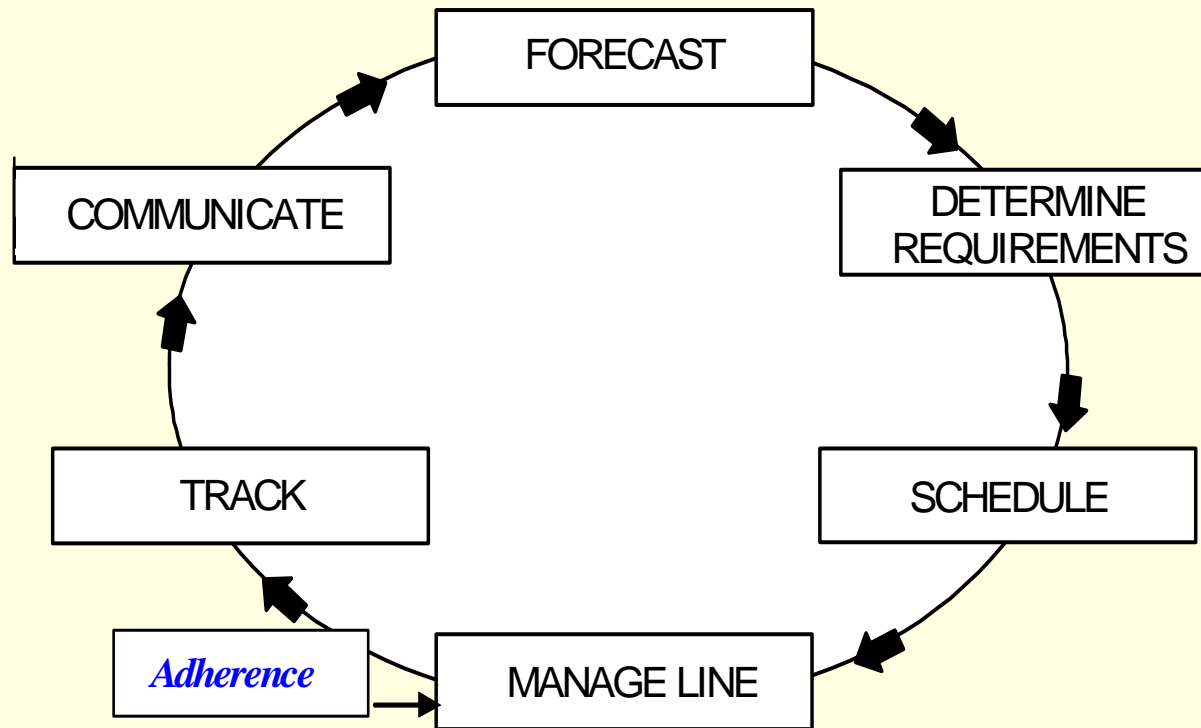 FORECAST
DETERMINE
REQUIREMENTS
SCHEDULE
MANAGE LINE
Adherence
TRACK
COMMUNICATE